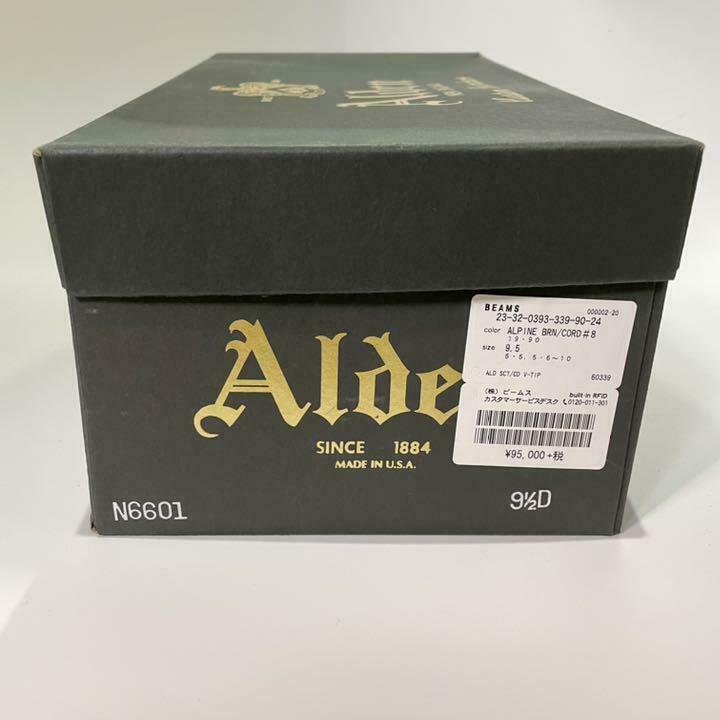 Alden
Alde
SINCE 1884
MADE IN U.S.A.
N6601
9½D
BEAMS
000002-20
23-32-0393-339-90-24
color ALPINE BRN/CORD#8
19-90
size 9.5
5-5.5-6~10
ALD SCT/CD V-TIP 60339
(株) ビームス built-in RFID
カスタマーサービスデスク 0120-011-301
¥95,000+税